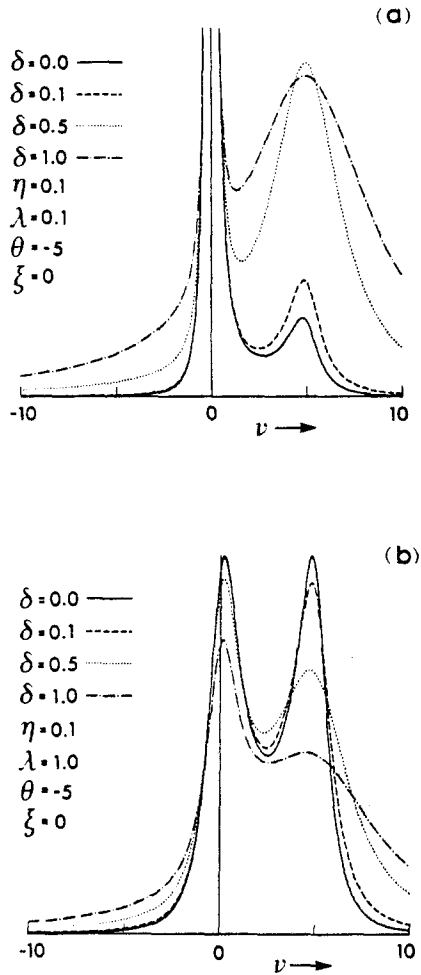 (a)
δ=0.0
δ=0.1
δ=0.5
δ=1.0
η=0.1
λ=0.1
θ=-5
ξ=0
-10 0 10
ν →
(b)
δ=0.0
δ=0.1
δ=0.5
δ=1.0
η=0.1
λ=1.0
θ=-5
ξ=0
-10 0 10
ν →